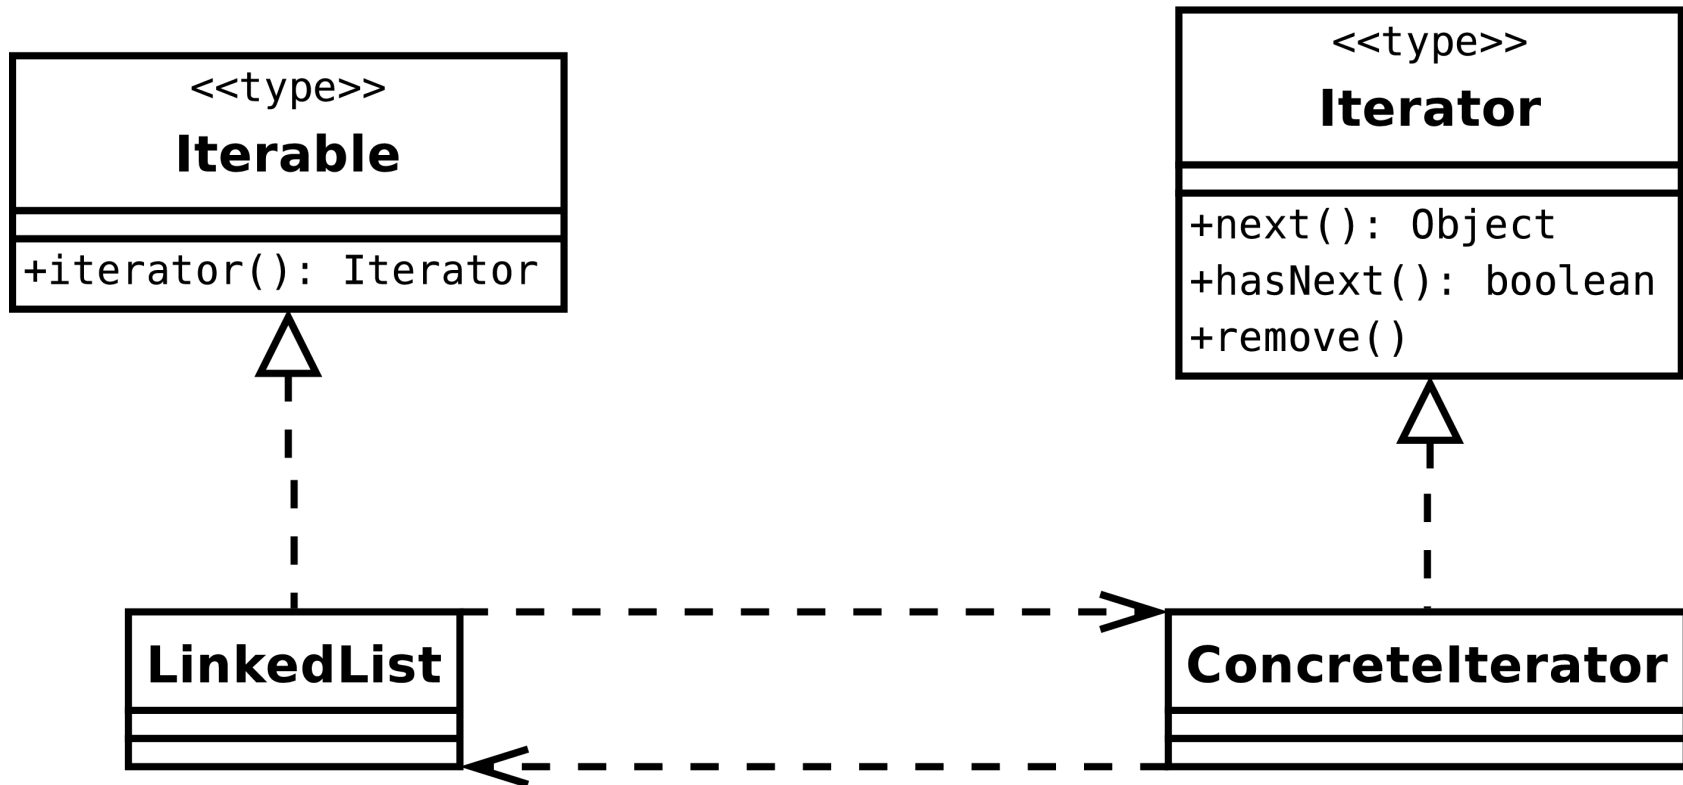 <<type>>
Iterable
+iterator(): Iterator
<<type>>
Iterator
+next(): Object
+hasNext(): boolean
+remove()
LinkedList
ConcreteIterator